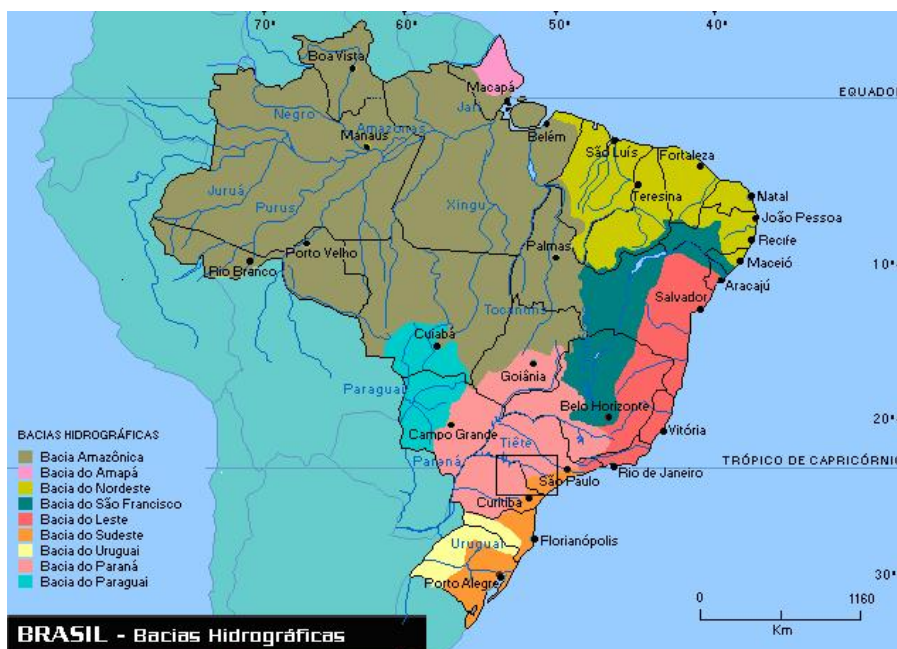 70° 60° 50° 40°
Boa Vista
Macapá
EQUADOR
Negro
Jari
Manaus
Amazonas
Belém
São Luís
Fortaleza
Juruá
Purus
Xingu
Teresina
Natal
João Pessoa
Palmas
Recife
Porto Velho
Rio Branco
Maceió
10°
Aracajú
Salvador
Tocantins
Cuiabá
Goiânia
Paraguai
Belo Horizonte
20°
Campo Grande
Vitória
Tiête
BACIAS HIDROGRÁFICAS
Bacia Amazônica
Bacia do Amapá
Bacia do Nordeste
Bacia do São Francisco
Bacia do Leste
Bacia do Sudeste
Bacia do Uruguai
Bacia do Paraná
Bacia do Paraguai
Paraná
TRÓPICO DE CAPRICÓRNIO
São Paulo
Rio de Janeiro
Curitiba
Uruguai
Florianópolis
Porto Alegre
30°
0 1160
Km
BRASIL - Bacias Hidrográficas